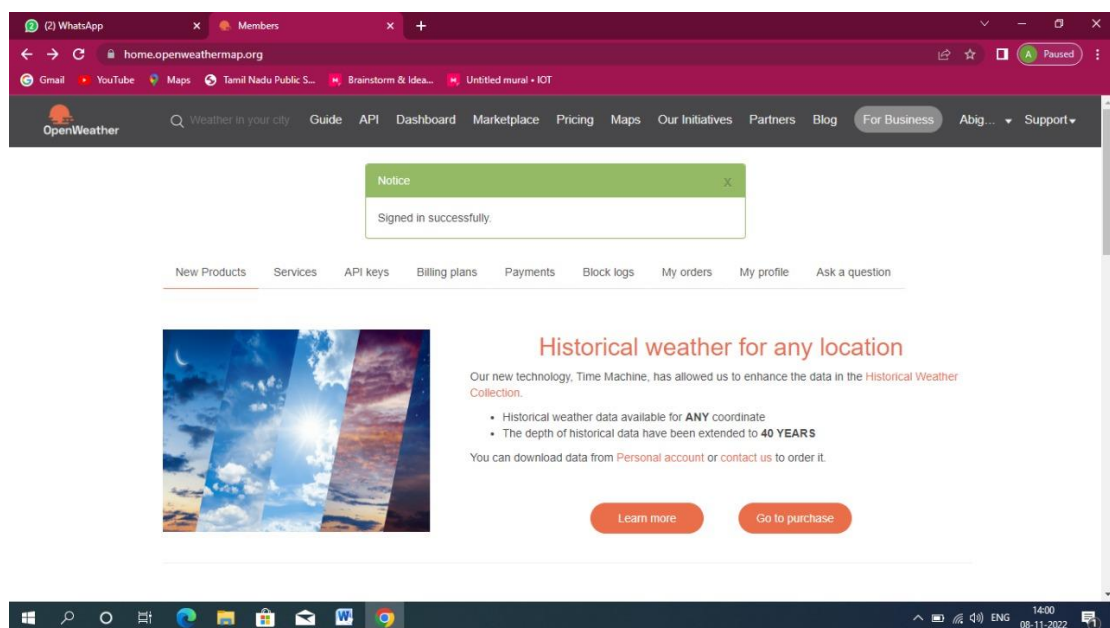 (2) WhatsApp
Members
home.openweathermap.org
A Paused
Gmail YouTube Maps Tamil Nadu Public S... Brainstorm & Idea... Untitled mural • IOT
OpenWeather
Weather in your city Guide API Dashboard Marketplace Pricing Maps Our Initiatives Partners Blog For Business Abig... Support
Notice x
Signed in successfully.
New Products Services API keys Billing plans Payments Block logs My orders My profile Ask a question
Historical weather for any location
Our new technology, Time Machine, has allowed us to enhance the data in the Historical Weather
Collection.
• Historical weather data available for ANY coordinate
• The depth of historical data have been extended to 40 YEARS
You can download data from Personal account or contact us to order it.
Learn more Go to purchase
ENG 14:00
08-11-2022